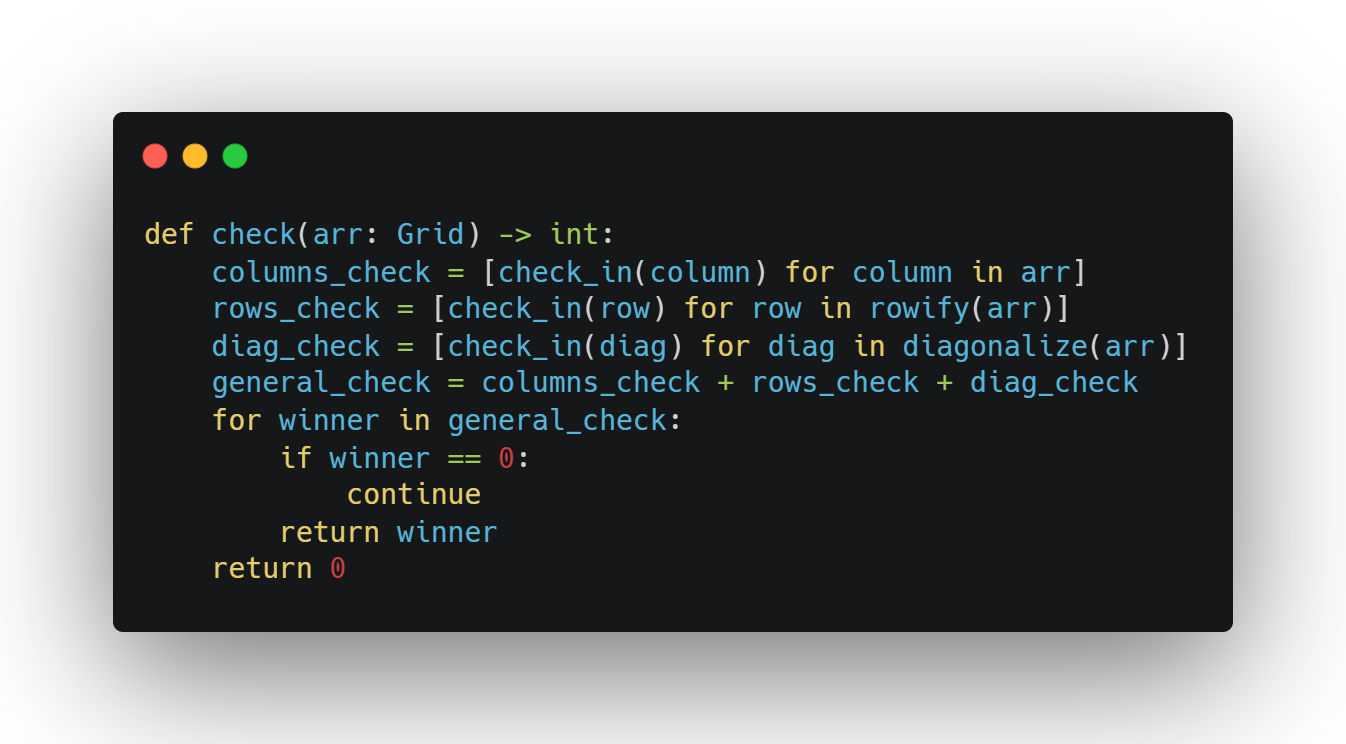 def check(arr: Grid) -> int:
    columns_check = [check_in(column) for column in arr]
    rows_check = [check_in(row) for row in rowify(arr)]
    diag_check = [check_in(diag) for diag in diagonalize(arr)]
    general_check = columns_check + rows_check + diag_check
    for winner in general_check:
        if winner == 0:
            continue
        return winner
    return 0